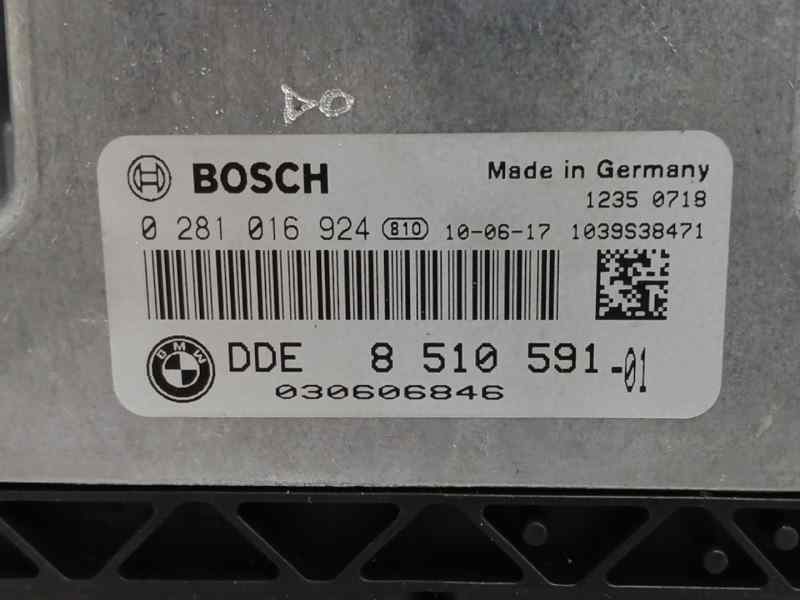 BOSCH
Made in Germany
1235 0718
0 281 016 924 810 10-06-17 1039S38471
BMW
DDE 8 510 591-01
030606846